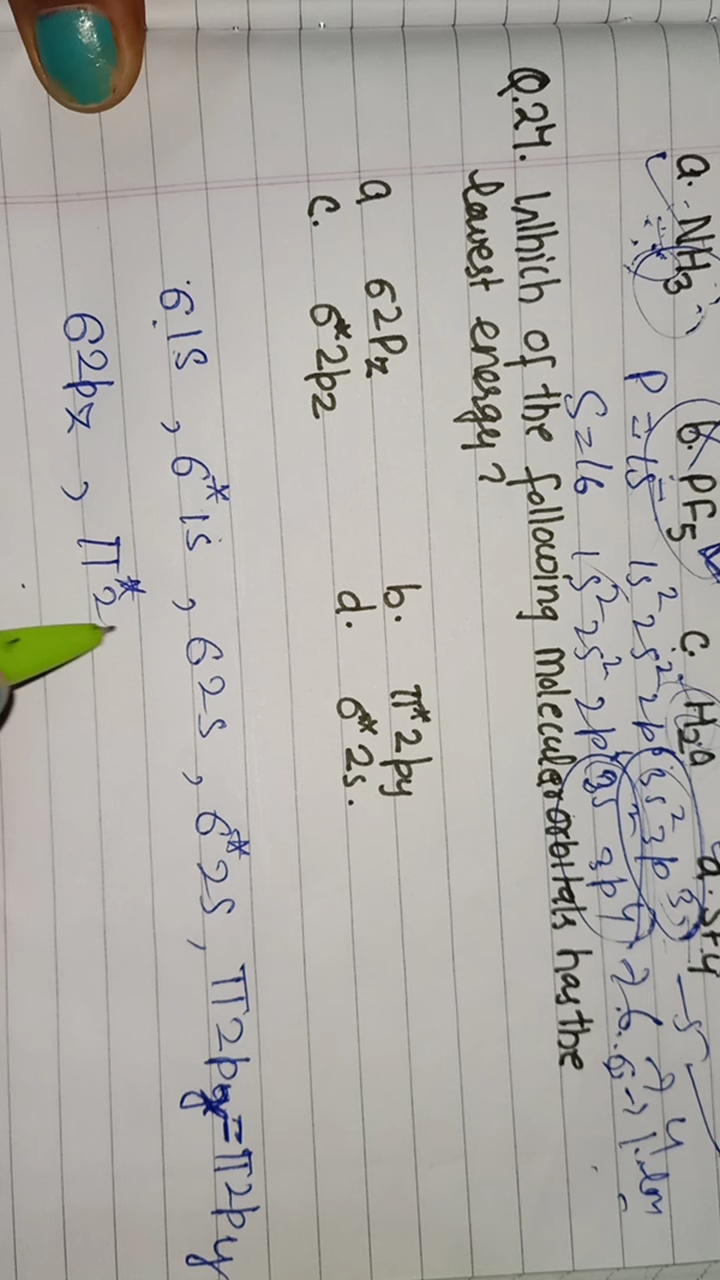 a. NH3 b. PF5 c. H2O d. SF4
P = 15 1s² 2s² 2p⁶ 3s² 3p³
S = 16 1s² 2s² 2p⁶ 3s² 3p⁴
Q.24. Which of the following molecular orbitals has the
lowest energy?
a σ2pz b. π*2py
c. σ*2pz d. σ*2s.
σ1s, σ*1s, σ2s, σ*2s, π2px=π2py
σ2pz, π*2